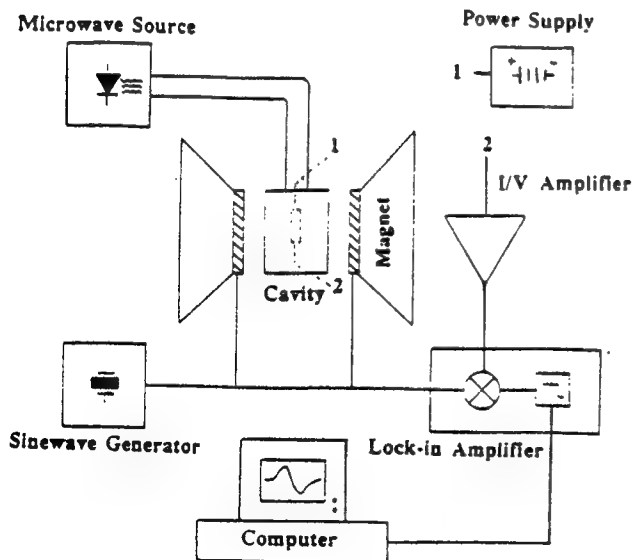 Microwave Source
Power Supply
1
1
2
I/V Amplifier
Magnet
Cavity
2
Sinewave Generator
Lock-in Amplifier
Computer